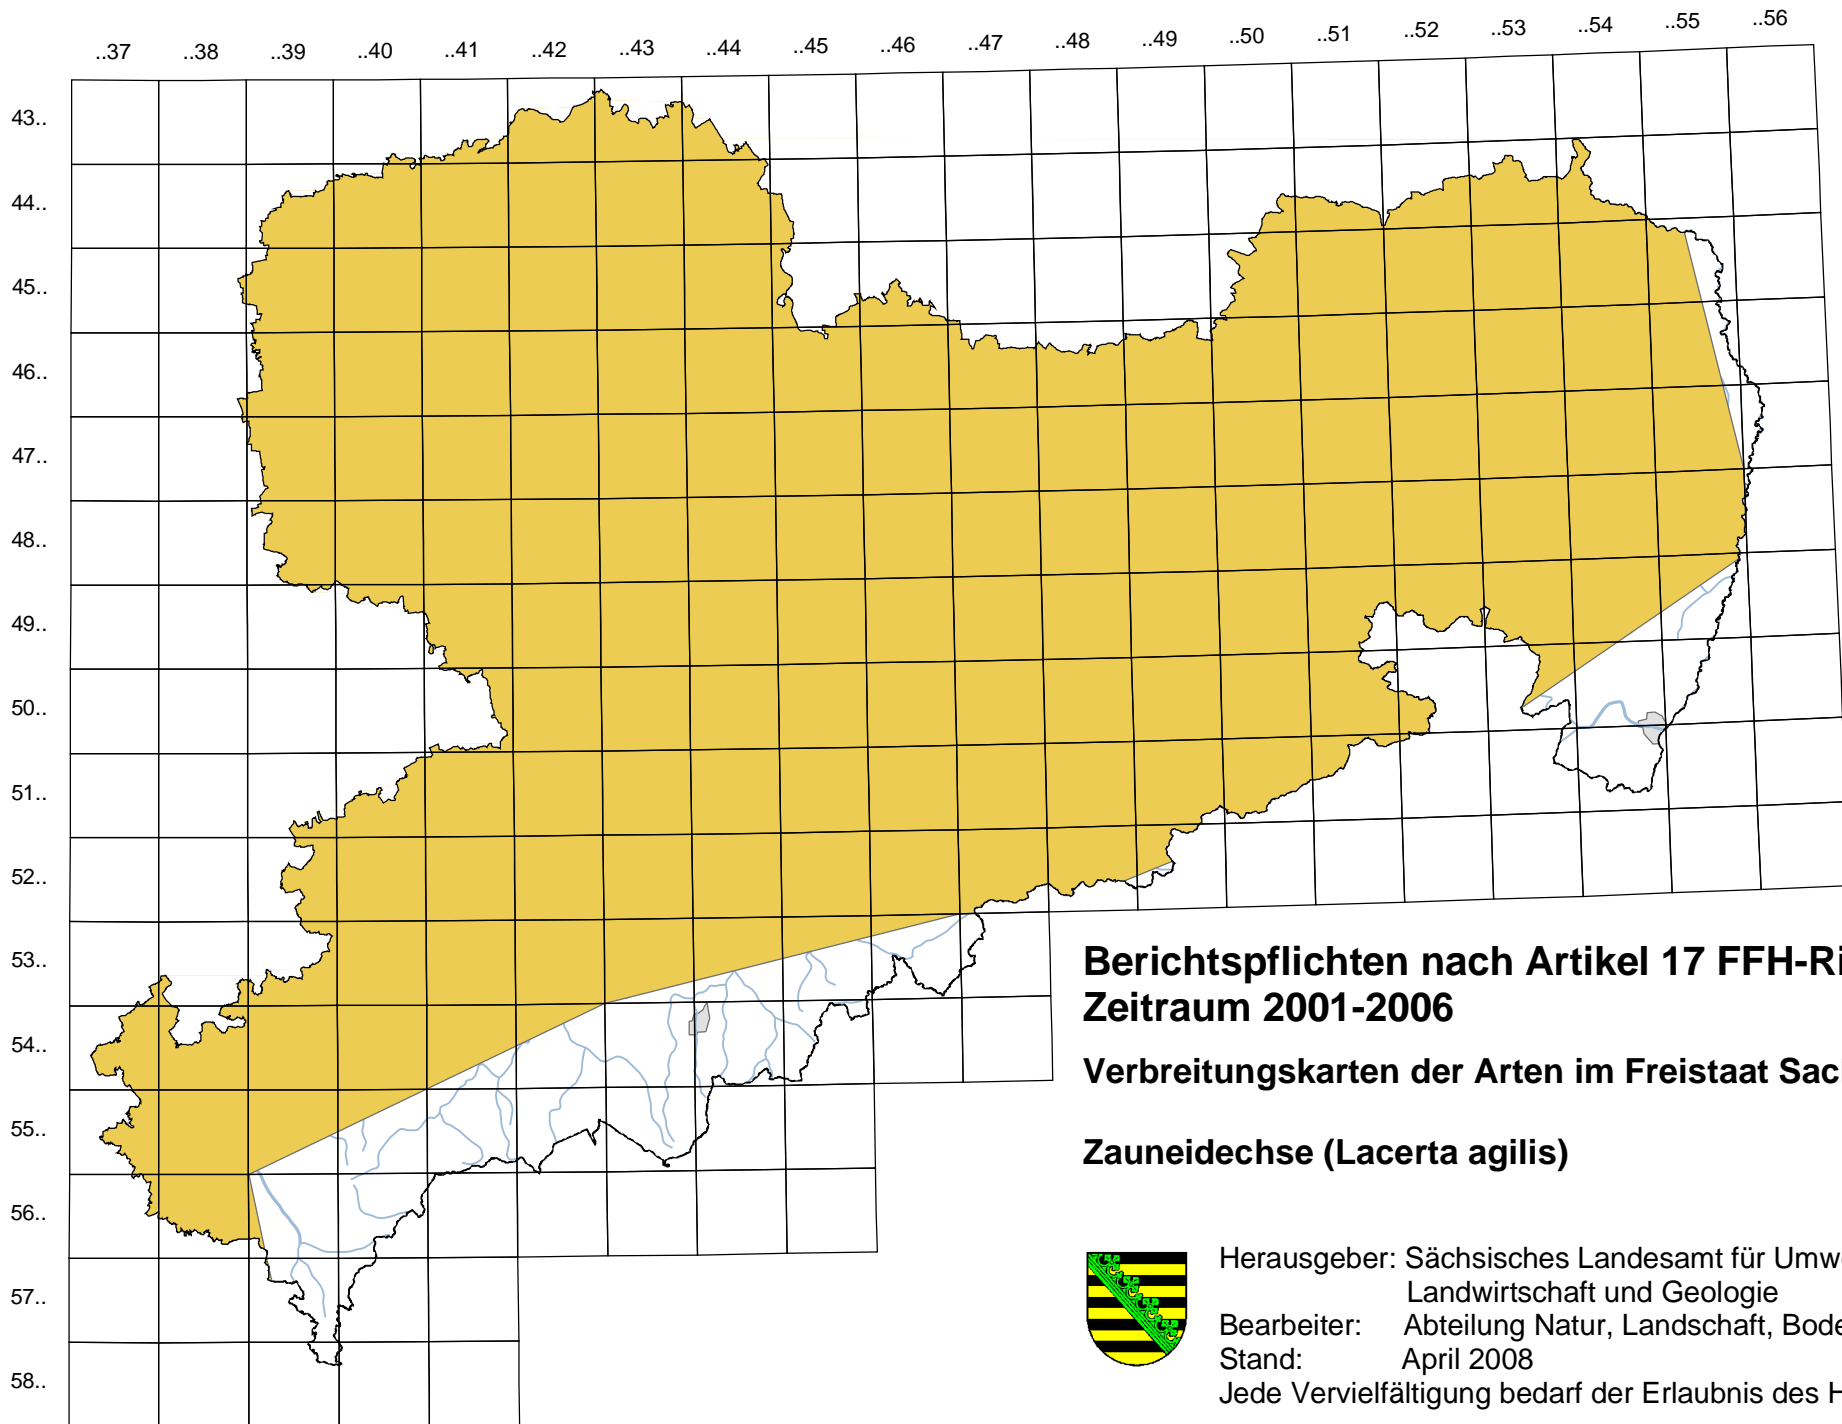 ..37 ..38 ..39 ..40 ..41 ..42 ..43 ..44 ..45 ..46 ..47 ..48 ..49 ..50 ..51 ..52 ..53 ..54 ..55 ..56
43..
44..
45..
46..
47..
48..
49..
50..
51..
52..
53..
54..
55..
56..
57..
58..
Berichtspflichten nach Artikel 17 FFH-Ri
Zeitraum 2001-2006
Verbreitungskarten der Arten im Freistaat Sac
Zauneidechse (Lacerta agilis)
Herausgeber: Sächsisches Landesamt für Umwe
Landwirtschaft und Geologie
Bearbeiter: Abteilung Natur, Landschaft, Bode
Stand: April 2008
Jede Vervielfältigung bedarf der Erlaubnis des H